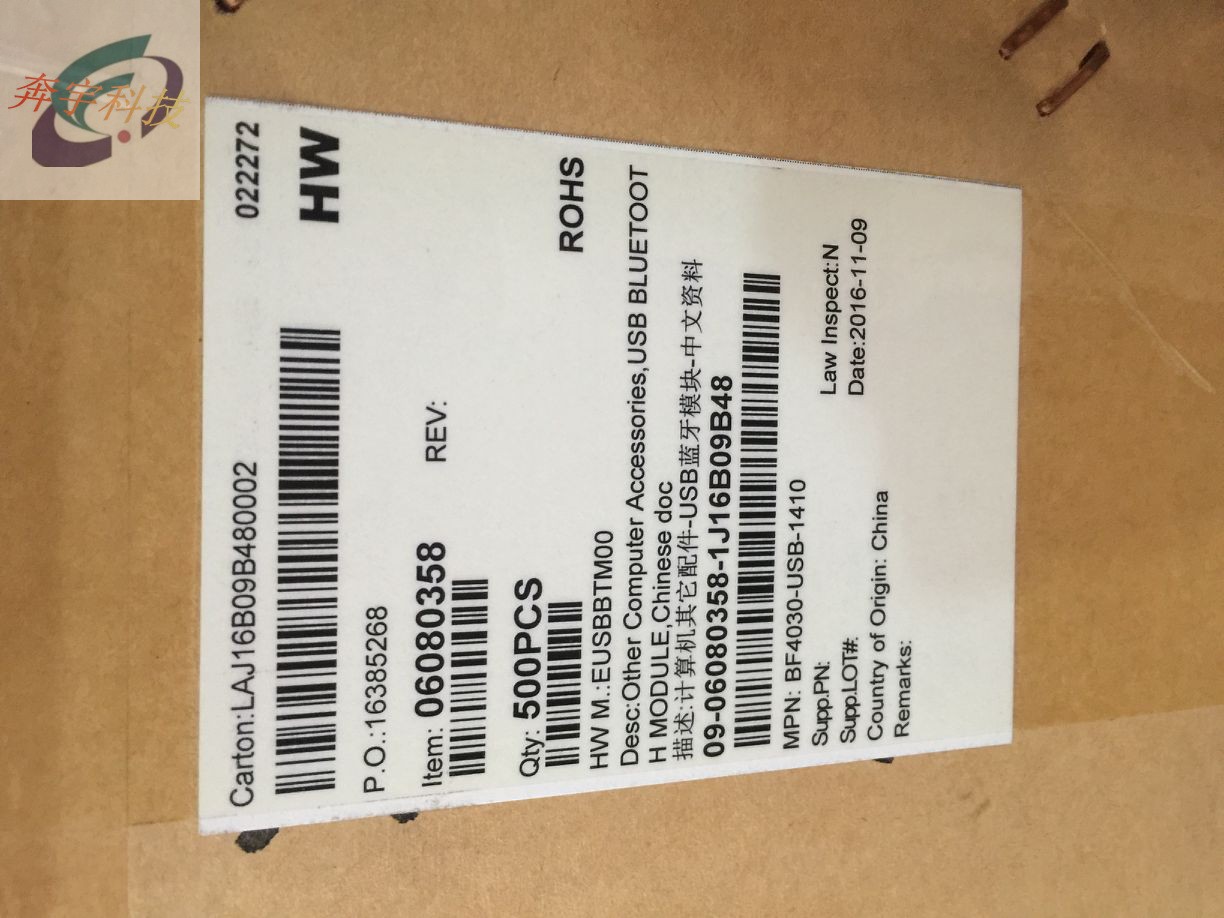 奔宇科技
Carton:LAJ16B09B480002 022272
HW
P.O.:16385268
Item: 06080358 REV:
Qty: 500PCS ROHS
HW M.:EUSBBTM00
Desc:Other Computer Accessories,USB BLUETOOT
H MODULE,Chinese doc
描述:计算机其它配件-USB蓝牙模块-中文资料
09-06080358-1J16B09B48
MPN: BF4030-USB-1410
Supp.PN: Law Inspect:N
Supp.LOT#: Date:2016-11-09
Country of Origin: China
Remarks: